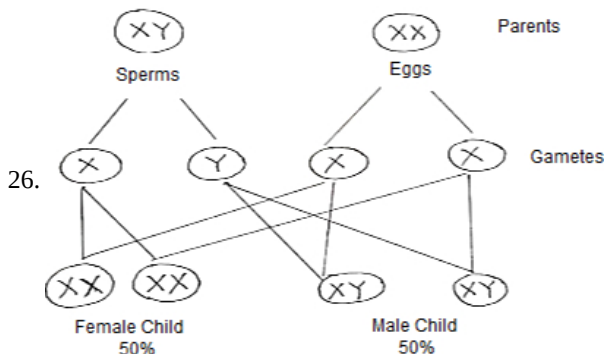 XY XX Parents
Sperms Eggs
26. X Y X X Gametes
XX XX XY XY
Female Child Male Child
50% 50%